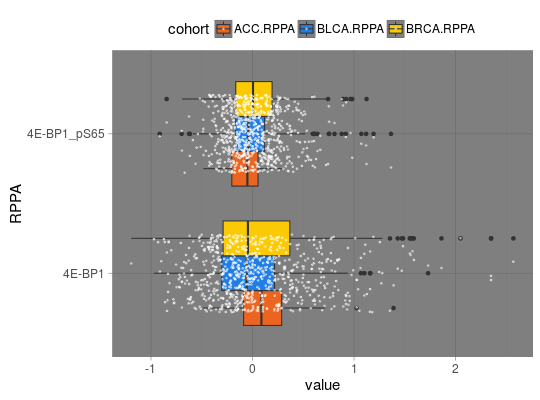 cohort ACC.RPPA BLCA.RPPA BRCA.RPPA
4E-BP1_pS65
RPPA
4E-BP1
-1 0 1 2
value